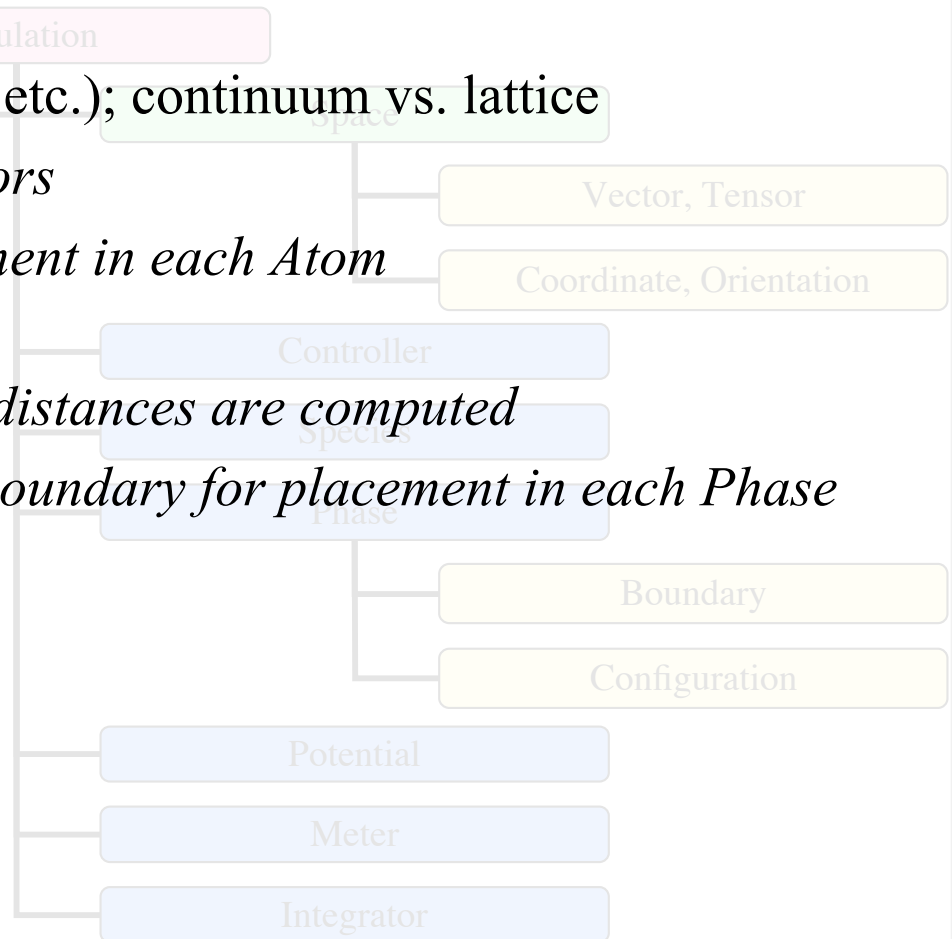 ulation
etc.); continuum vs. lattice
Space
ors
Vector, Tensor
ment in each Atom
Coordinate, Orientation
Controller
distances are computed
Species
oundary for placement in each Phase
Phase
Boundary
Configuration
Potential
Meter
Integrator